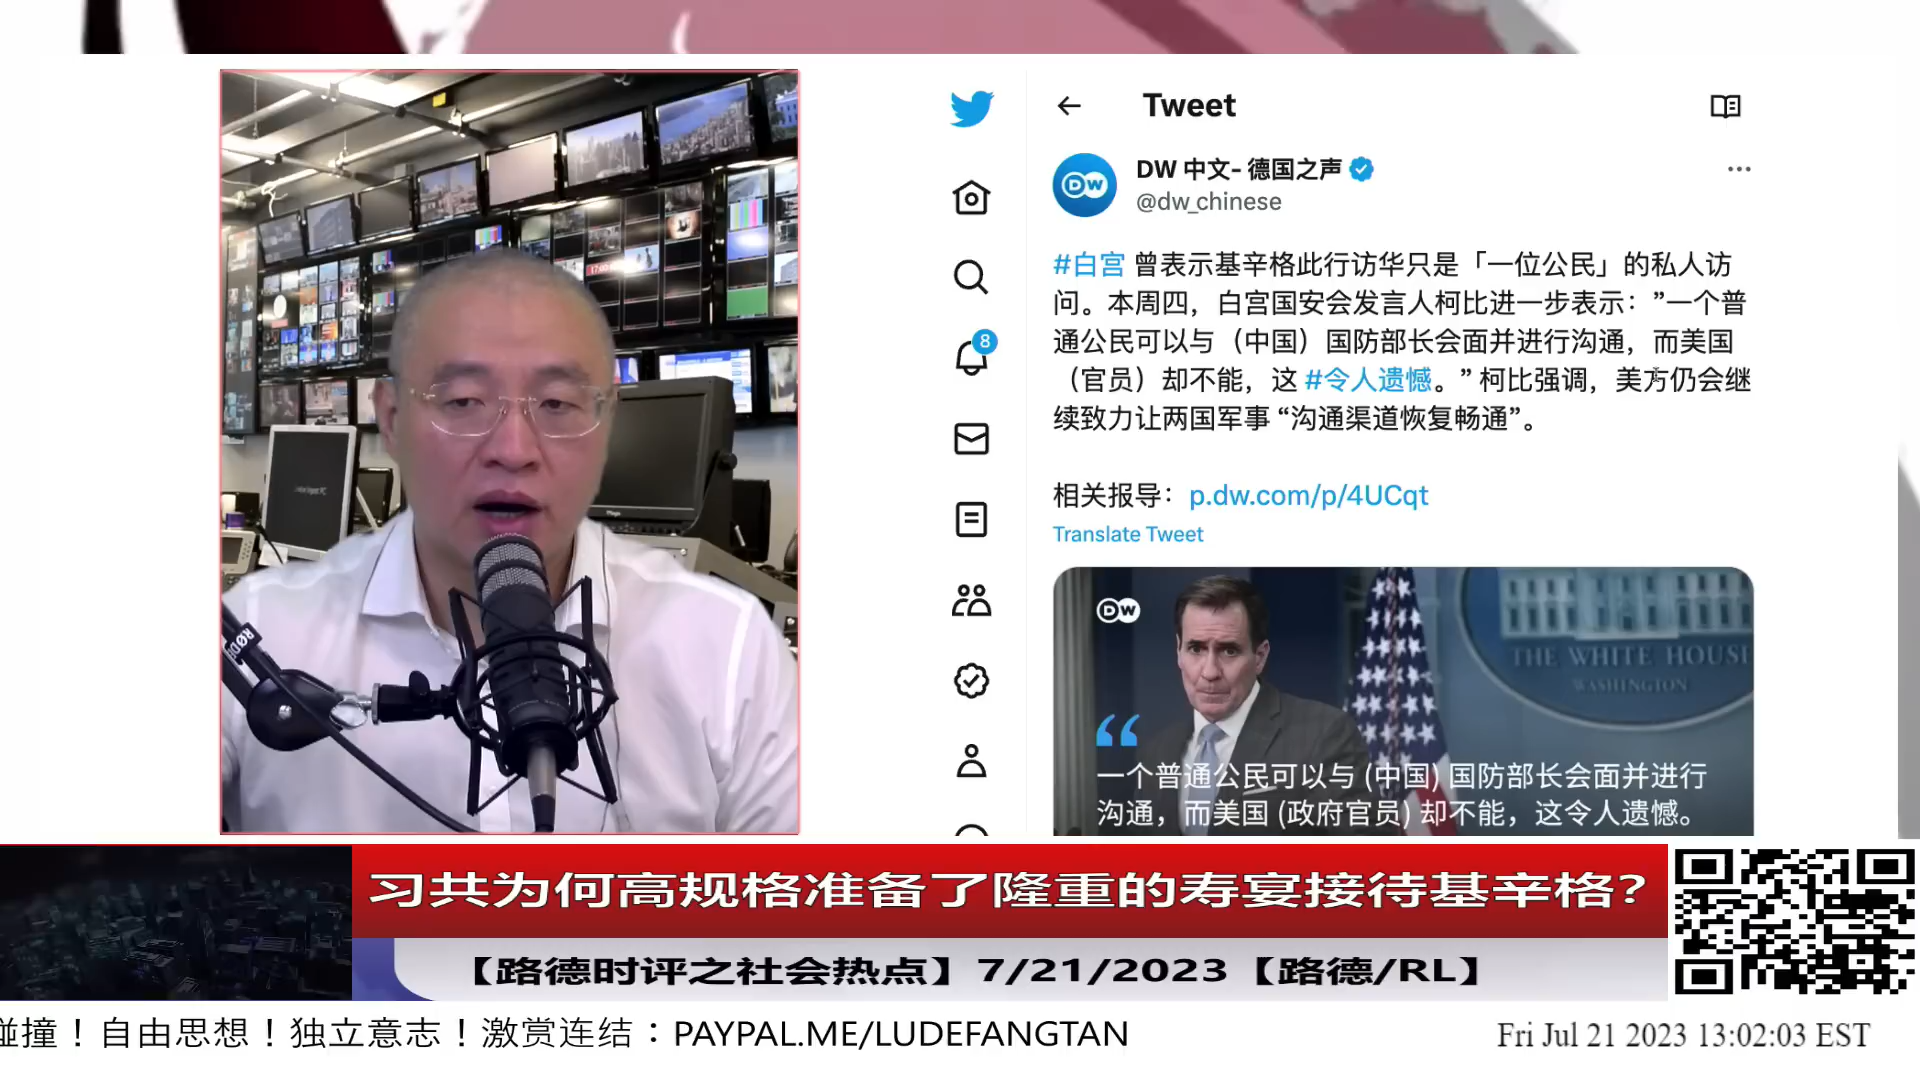 Tweet
DW 中文- 德国之声
@dw_chinese
#白宫 曾表示基辛格此行访华只是「一位公民」的私人访
问。本周四，白宫国安会发言人柯比进一步表示：”一个普
通公民可以与（中国）国防部长会面并进行沟通，而美国
（官员）却不能，这 #令人遗憾。” 柯比强调，美方仍会继
续致力让两国军事 “沟通渠道恢复畅通”。
相关报导：p.dw.com/p/4UCqt
Translate Tweet
8
DW
DW
THE WHITE HOUSE
WASHINGTON
一个普通公民可以与 (中国) 国防部长会面并进行
沟通，而美国 (政府官员) 却不能，这令人遗憾。
RØDE
习共为何高规格准备了隆重的寿宴接待基辛格?
【路德时评之社会热点】7/21/2023【路德/RL】
碰撞！自由思想！独立意志！激赏连结：PAYPAL.ME/LUDEFANGTAN
Fri Jul 21 2023 13:02:03 EST